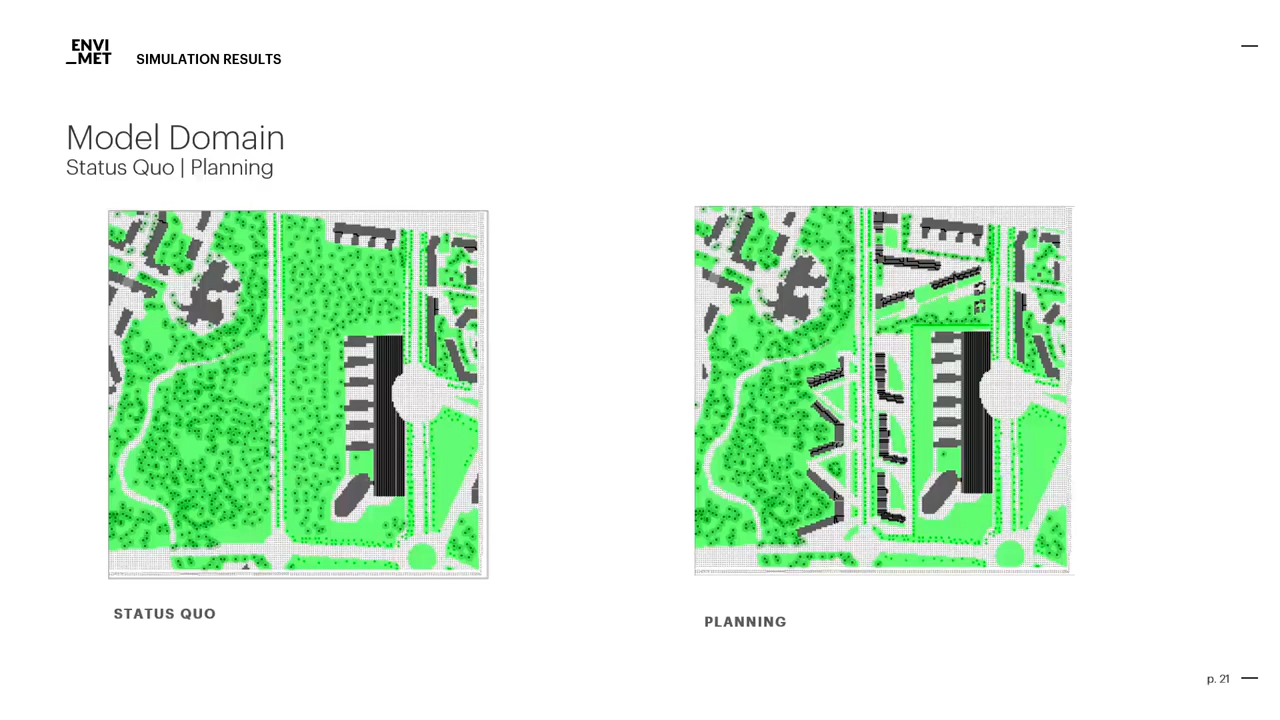 ENVI
_MET
SIMULATION RESULTS
Model Domain
Status Quo | Planning
STATUS QUO
PLANNING
p. 21